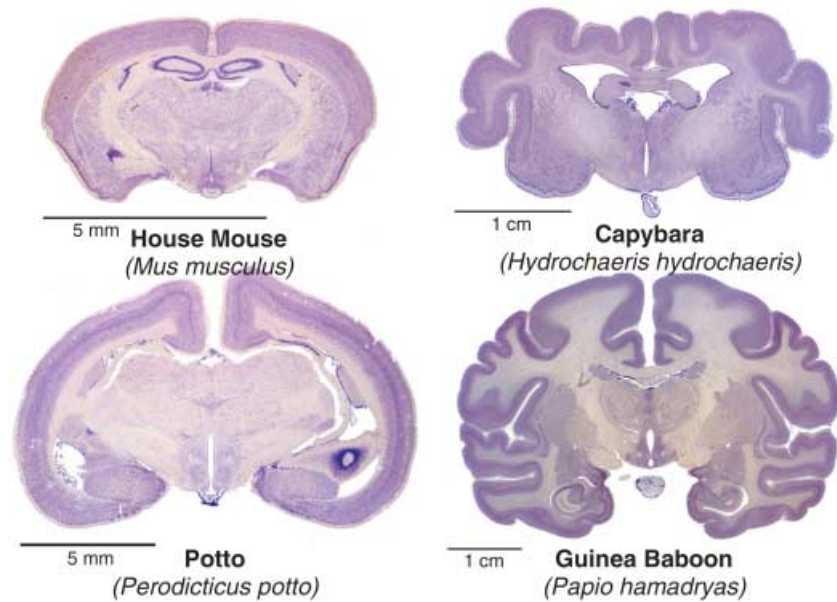 5 mm
House Mouse
(Mus musculus)
1 cm
Capybara
(Hydrochaeris hydrochaeris)
5 mm
Potto
(Perodicticus potto)
1 cm
Guinea Baboon
(Papio hamadryas)